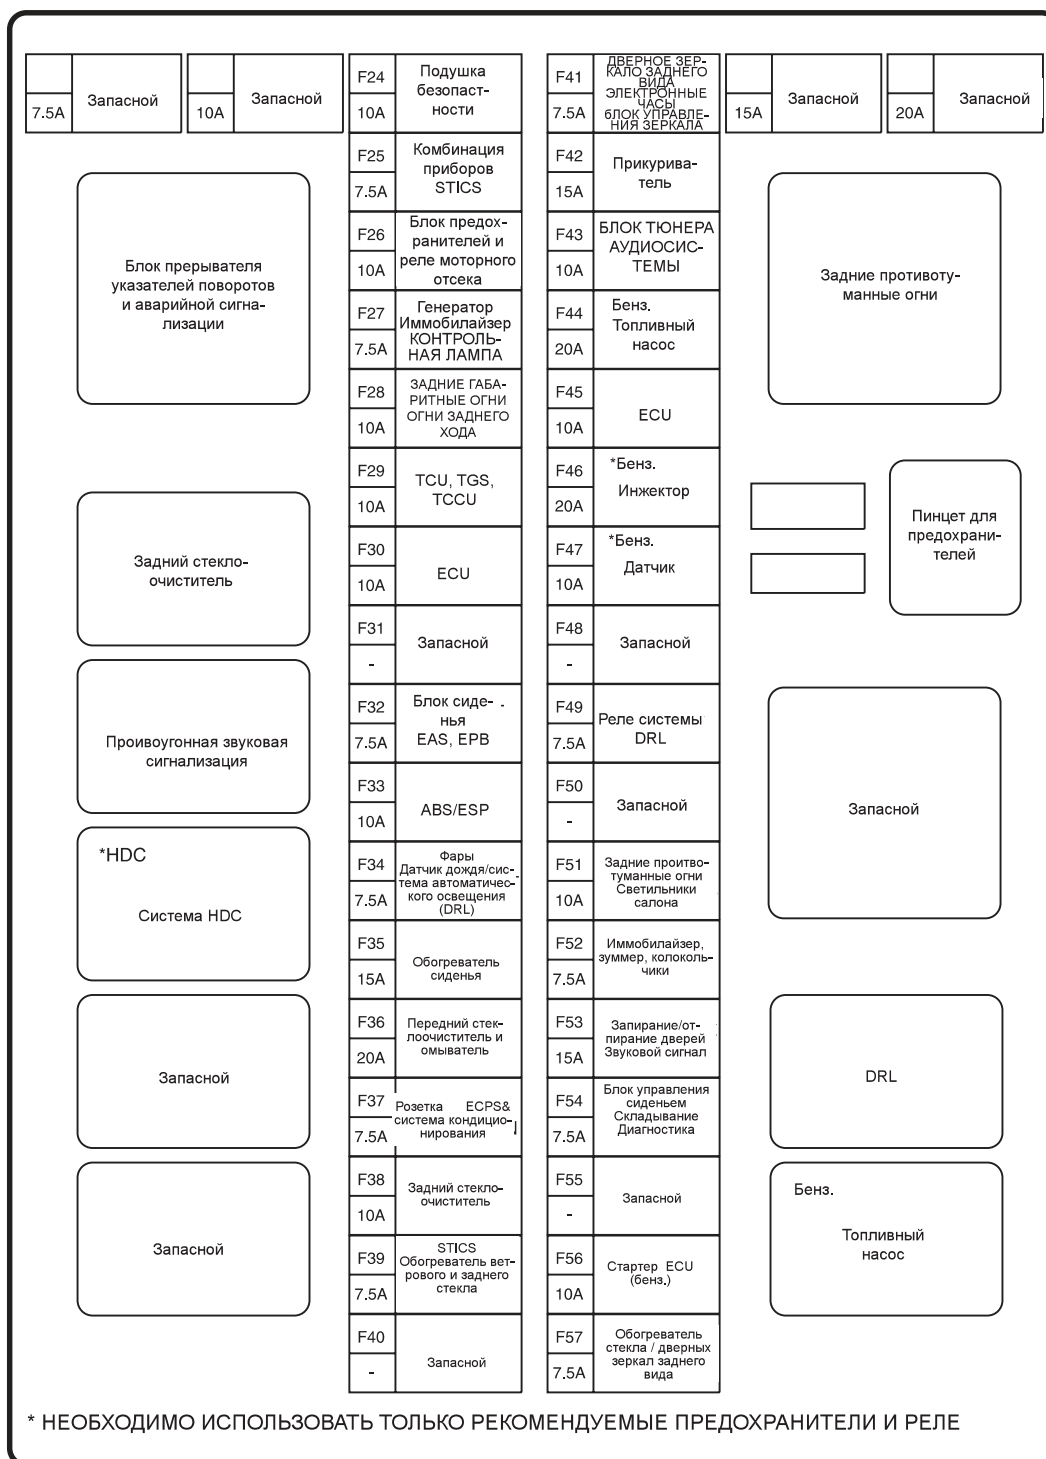 7.5A
Запасной
10A
Запасной
F24
10A
Подушка
безопаст-
ности
F25
7.5A
Комбинация
приборов
STICS
F26
10A
Блок предох-
ранителей и
реле моторного
отсека
F27
7.5A
Генератор
Иммобилайзер
КОНТРОЛЬ-
НАЯ ЛАМПА
F28
10A
ЗАДНИЕ ГАБА-
РИТНЫЕ ОГНИ
ОГНИ ЗАДНЕГО
ХОДА
F29
10A
TCU, TGS,
TCCU
F30
10A
ECU
F31
-
Запасной
F32
7.5A
Блок сиде-
нья
EAS, EPB
F33
10A
ABS/ESP
F34
7.5A
Фары
Датчик дождя/сис-
тема автоматичес-
кого освещения
(DRL)
F35
15A
Обогреватель
сиденья
F36
20A
Передний стек-
лоочиститель и
омыватель
F37
7.5A
Розетка ECPS&
система кондицио-
нирования
F38
10A
Задний стекло-
очиститель
F39
7.5A
STICS
Обогреватель вет-
рового и заднего
стекла
F40
-
Запасной
F41
7.5A
ДВЕРНОЕ ЗЕР-
КАЛО ЗАДНЕГО
ВИДА
ЭЛЕКТРОННЫЕ
ЧАСЫ
бЛОК УПРАВЛЕ-
НИЯ ЗЕРКАЛА
F42
15A
Прикурива-
тель
F43
10A
БЛОК ТЮНЕРА
АУДИОСИС-
ТЕМЫ
F44
20A
Бенз.
Топливный
насос
F45
10A
ECU
F46
20A
*Бенз.
Инжектор
F47
10A
*Бенз.
Датчик
F48
-
Запасной
F49
7.5A
Реле системы
DRL
F50
-
Запасной
F51
10A
Задние проитво-
туманные огни
Светильники
салона
F52
7.5A
Иммобилайзер,
зуммер, колоколь-
чики
F53
15A
Запирание/от-
пирание дверей
Звуковой сигнал
F54
7.5A
Блок управления
сиденьем
Складывание
Диагностика
F55
-
Запасной
F56
10A
Стартер ECU
(бенз.)
F57
7.5A
Обогреватель
стекла / дверных
зеркал заднего
вида
15A
Запасной
20A
Запасной
Блок прерывателя
указателей поворотов
и аварийной сигна-
лизации
Задний стекло-
очиститель
Проивоугонная звуковая
сигнализация
*HDC
Система HDC
Запасной
Запасной
Задние противоту-
манные огни
Пинцет для
предохрани-
телей
Запасной
DRL
Бенз.
Топливный
насос
* НЕОБХОДИМО ИСПОЛЬЗОВАТЬ ТОЛЬКО РЕКОМЕНДУЕМЫЕ ПРЕДОХРАНИТЕЛИ И РЕЛЕ